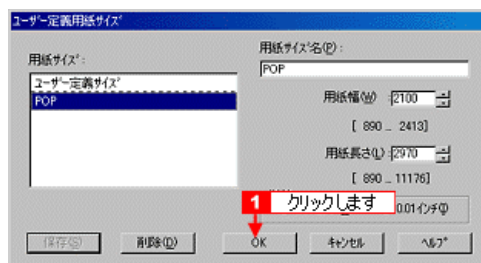 ユーザー定義用紙サイズ
用紙サイズ:
ユーザー定義サイズ
POP
用紙サイズ名(P):
POP
用紙幅(W) :2100
[ 890 .. 2413]
用紙長さ(L) :2970
[ 890 .. 11176]
1 クリックします
0.01インチ(I)
保存(S)
削除(D)
OK
キャンセル
ヘルプ